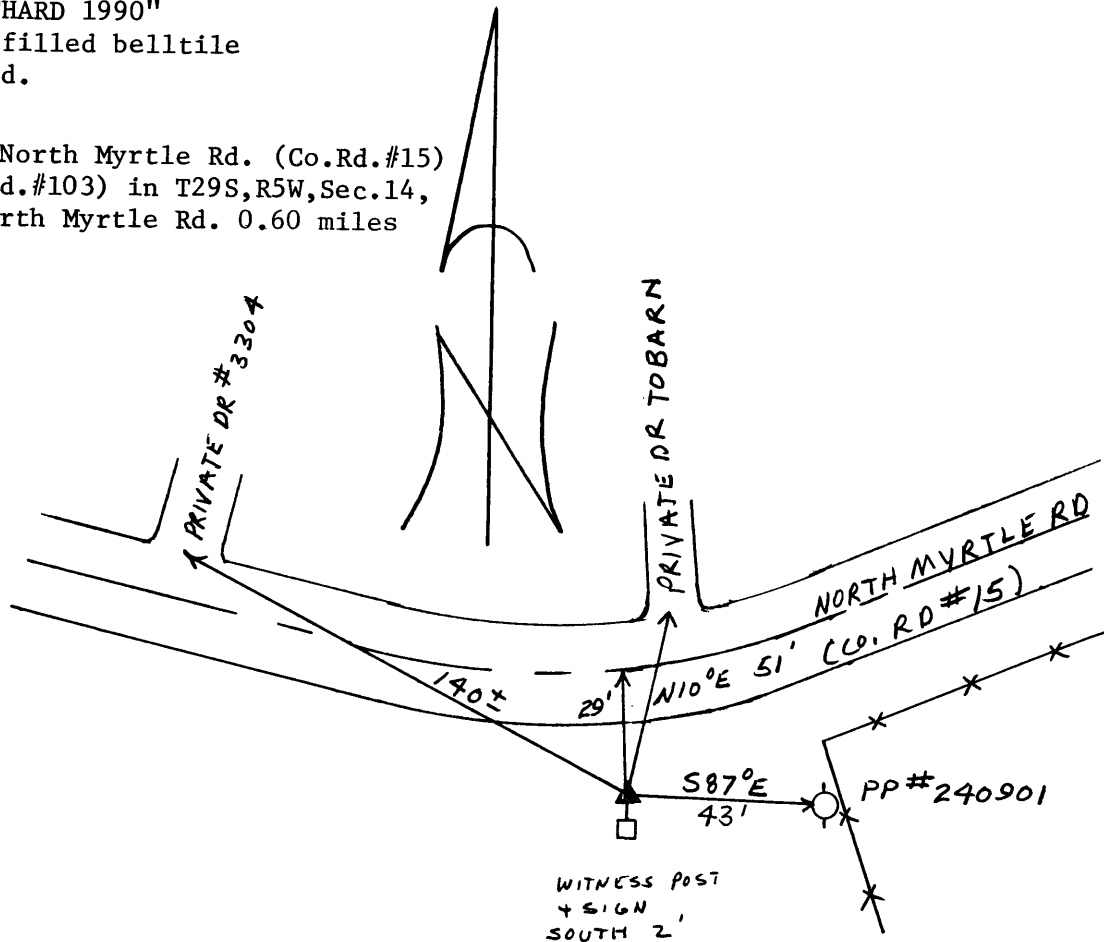 HARD 1990"
filled belltile
d.
North Myrtle Rd. (Co.Rd.#15)
d.#103) in T29S,R5W,Sec.14,
rth Myrtle Rd. 0.60 miles
PRIVATE DR #3304
PRIVATE DR TOBARN
NORTH MYRTLE RD
(CO. RD #15)
N10°E 51'
140±
29'
S87°E
43'
PP #240901
WITNESS POST
+ SIGN
SOUTH 2'